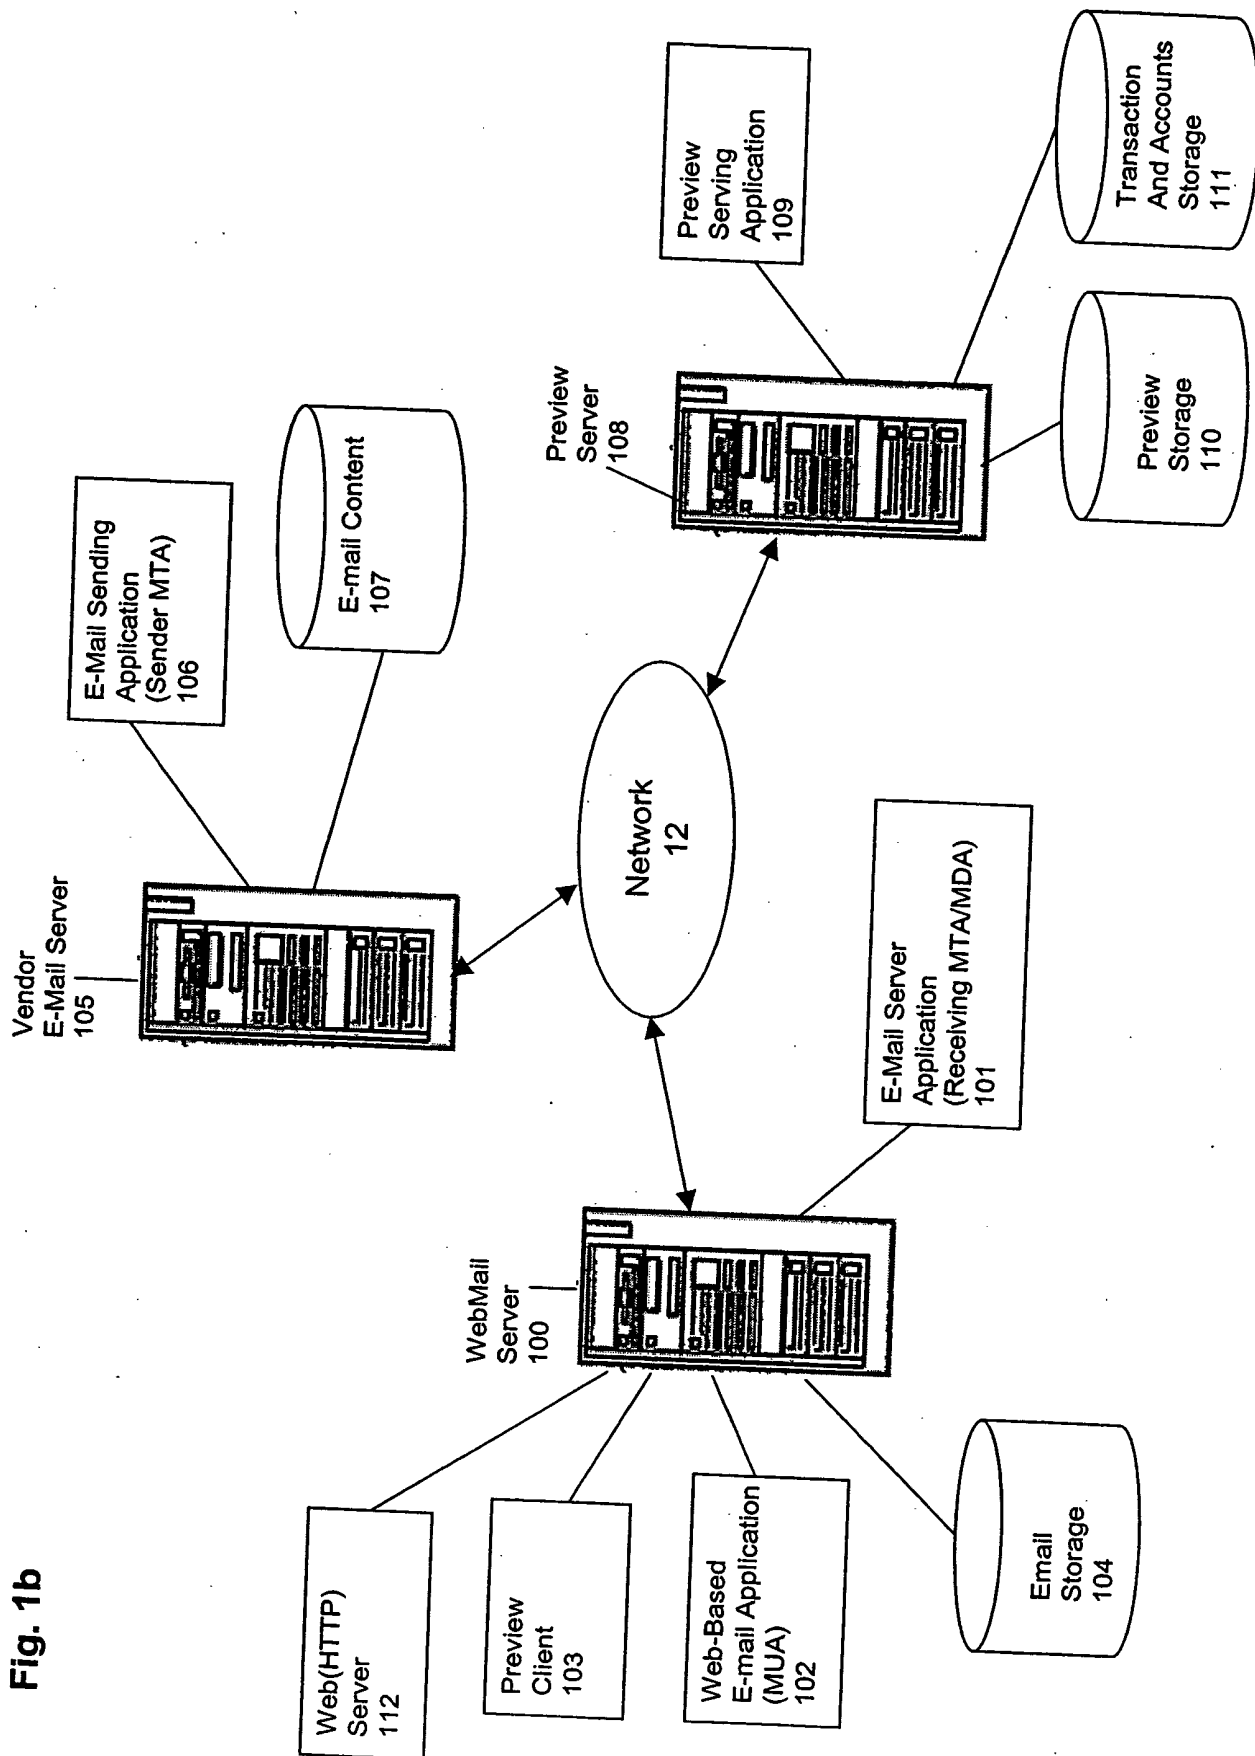 Fig. 1b
Vendor
E-Mail Server
105
E-Mail Sending
Application
(Sender MTA)
106
E-mail Content
107
Web(HTTP)
Server
112
Preview
Client
103
Web-Based
E-mail Application
(MUA)
102
Email
Storage
104
WebMail
Server
100
E-Mail Server
Application
(Receiving MTA/MDA)
101
Network
12
Preview
Server
108
Preview
Serving
Application
109
Preview
Storage
110
Transaction
And Accounts
Storage
111